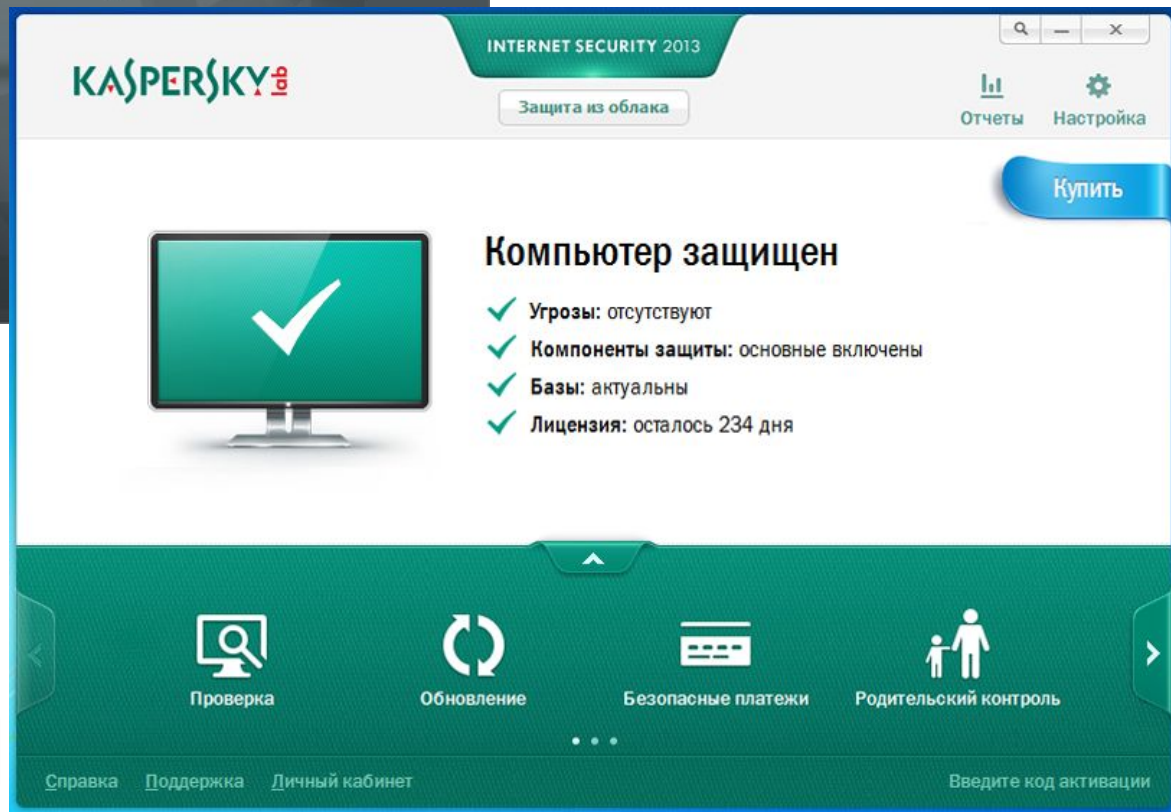 KASPERSKY lab
INTERNET SECURITY 2013
Защита из облака
Отчеты
Настройка
Купить
Компьютер защищен
Угрозы: отсутствуют
Компоненты защиты: основные включены
Базы: актуальны
Лицензия: осталось 234 дня
Проверка
Обновление
Безопасные платежи
Родительский контроль
Справка
Поддержка
Личный кабинет
Введите код активации